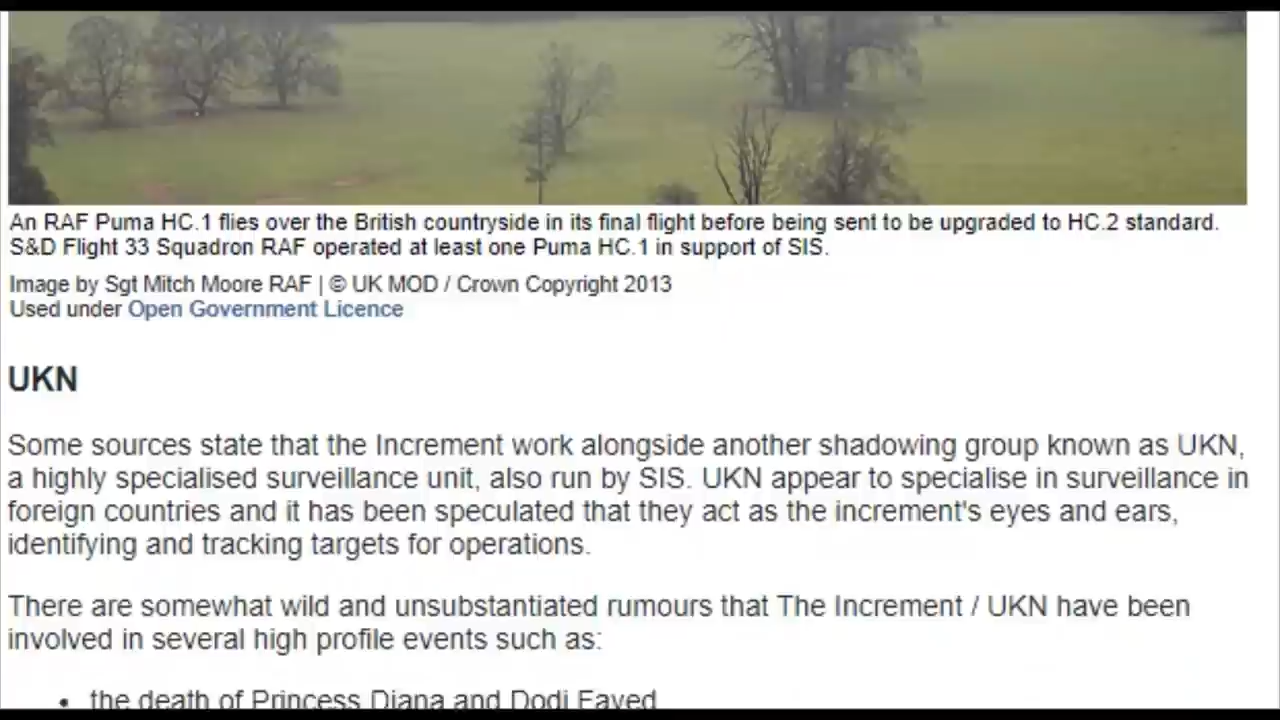 An RAF Puma HC.1 flies over the British countryside in its final flight before being sent to be upgraded to HC.2 standard.
S&D Flight 33 Squadron RAF operated at least one Puma HC.1 in support of SIS.
Image by Sgt Mitch Moore RAF | © UK MOD / Crown Copyright 2013
Used under Open Government Licence
UKN
Some sources state that the Increment work alongside another shadowing group known as UKN,
a highly specialised surveillance unit, also run by SIS. UKN appear to specialise in surveillance in
foreign countries and it has been speculated that they act as the increment's eyes and ears,
identifying and tracking targets for operations.
There are somewhat wild and unsubstantiated rumours that The Increment / UKN have been
involved in several high profile events such as:
• the death of Princess Diana and Dodi Fayed